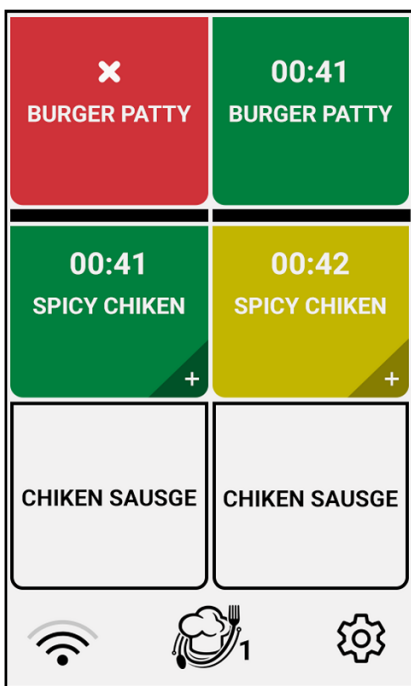 BURGER PATTY
00:41
BURGER PATTY
00:41
SPICY CHIKEN
+
00:42
SPICY CHIKEN
+
CHIKEN SAUSGE
CHIKEN SAUSGE
1